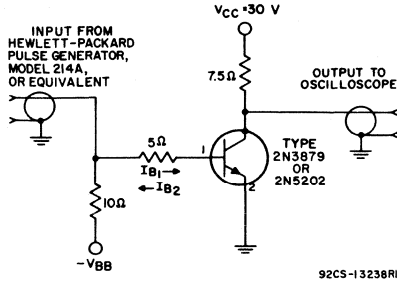 VCC=30 V
INPUT FROM
HEWLETT-PACKARD
PULSE GENERATOR,
MODEL 214A,
OR EQUIVALENT
7.5Ω
OUTPUT TO
OSCILLOSCOPE
5Ω
IB1
IB2
1
2
TYPE
2N3879
OR
2N5202
10Ω
-VBB
92CS-13238RI